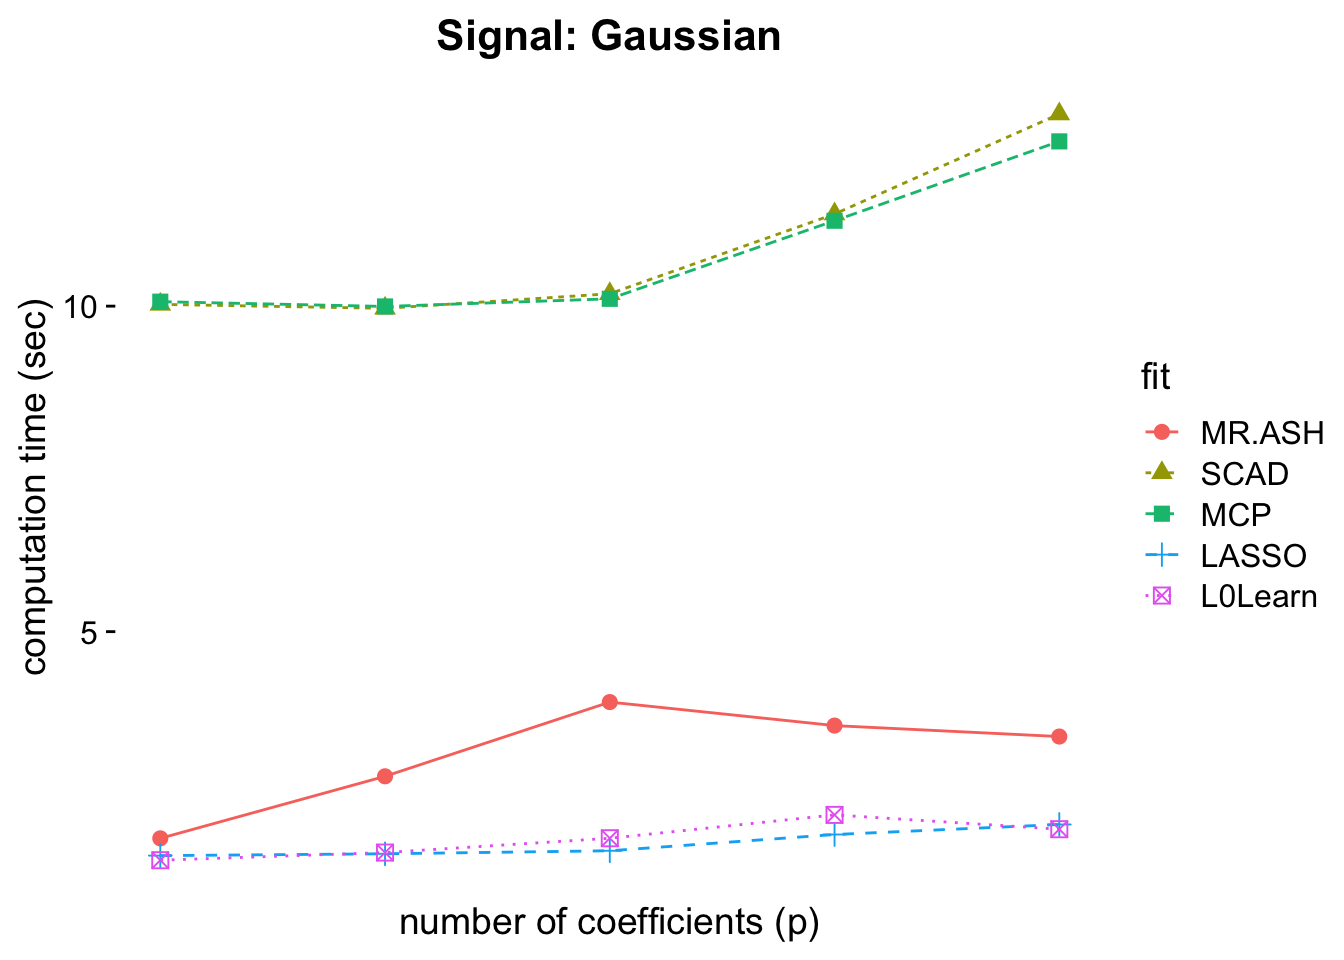 Signal: Gaussian
computation time (sec)
10
5
number of coefficients (p)
fit
MR.ASH
SCAD
MCP
LASSO
L0Learn